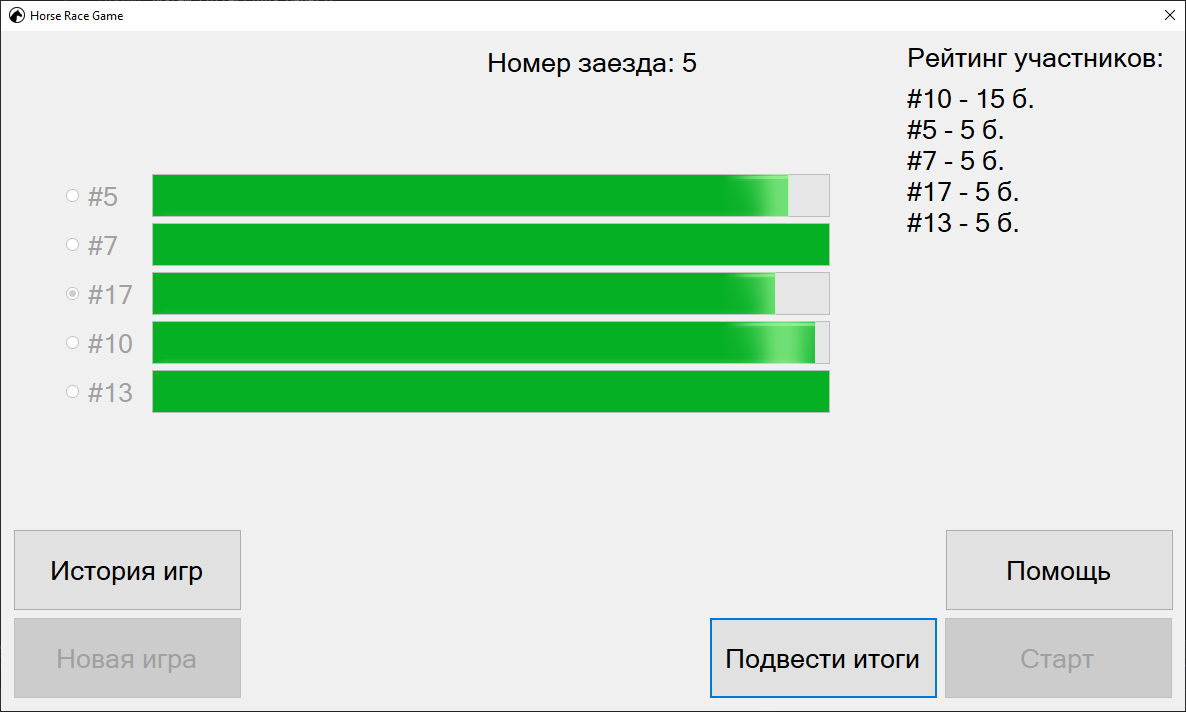 Horse Race Game
Номер заезда: 5
Рейтинг участников:
#10 - 15 б.
#5 - 5 б.
#7 - 5 б.
#17 - 5 б.
#13 - 5 б.
#5
#7
#17
#10
#13
История игр
Помощь
Новая игра
Подвести итоги
Старт